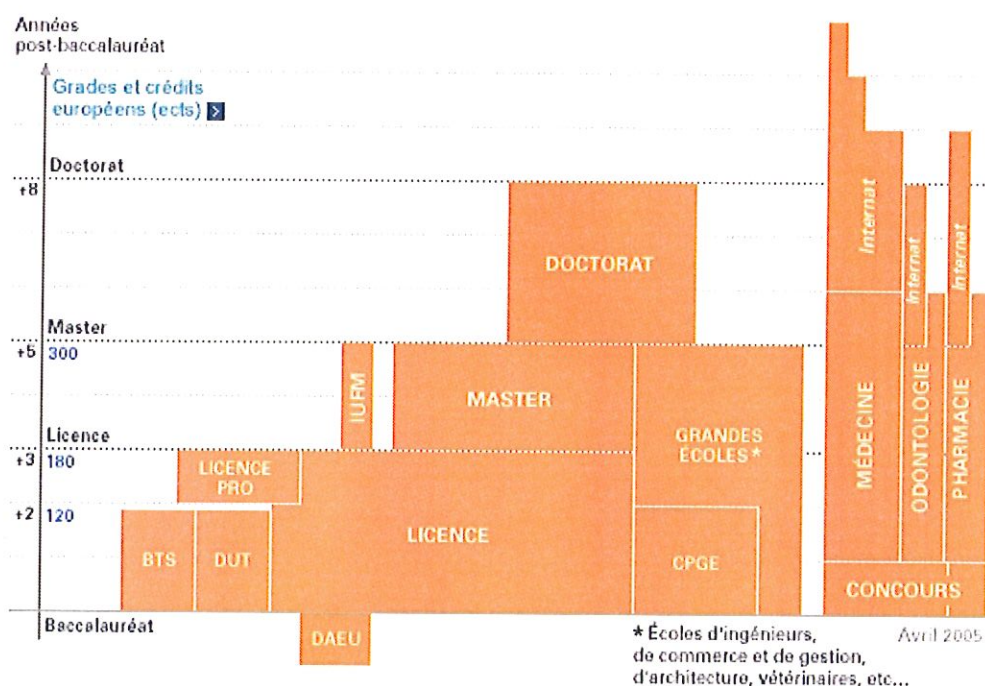 Années
post-baccalauréat
Grades et crédits
européens (ects) >
Doctorat
+8
DOCTORAT
Internat
Internat
Internat
Master
+5 300
IUFM
MASTER
GRANDES
ÉCOLES*
MÉDECINE
ODONTOLOGIE
PHARMACIE
Licence
+3 180
LICENCE
PRO
+2 120
LICENCE
BTS
DUT
CPGE
CONCOURS
Baccalauréat
DAEU
* Écoles d'ingénieurs,
de commerce et de gestion,
d'architecture, vétérinaires, etc...
Avril 2005